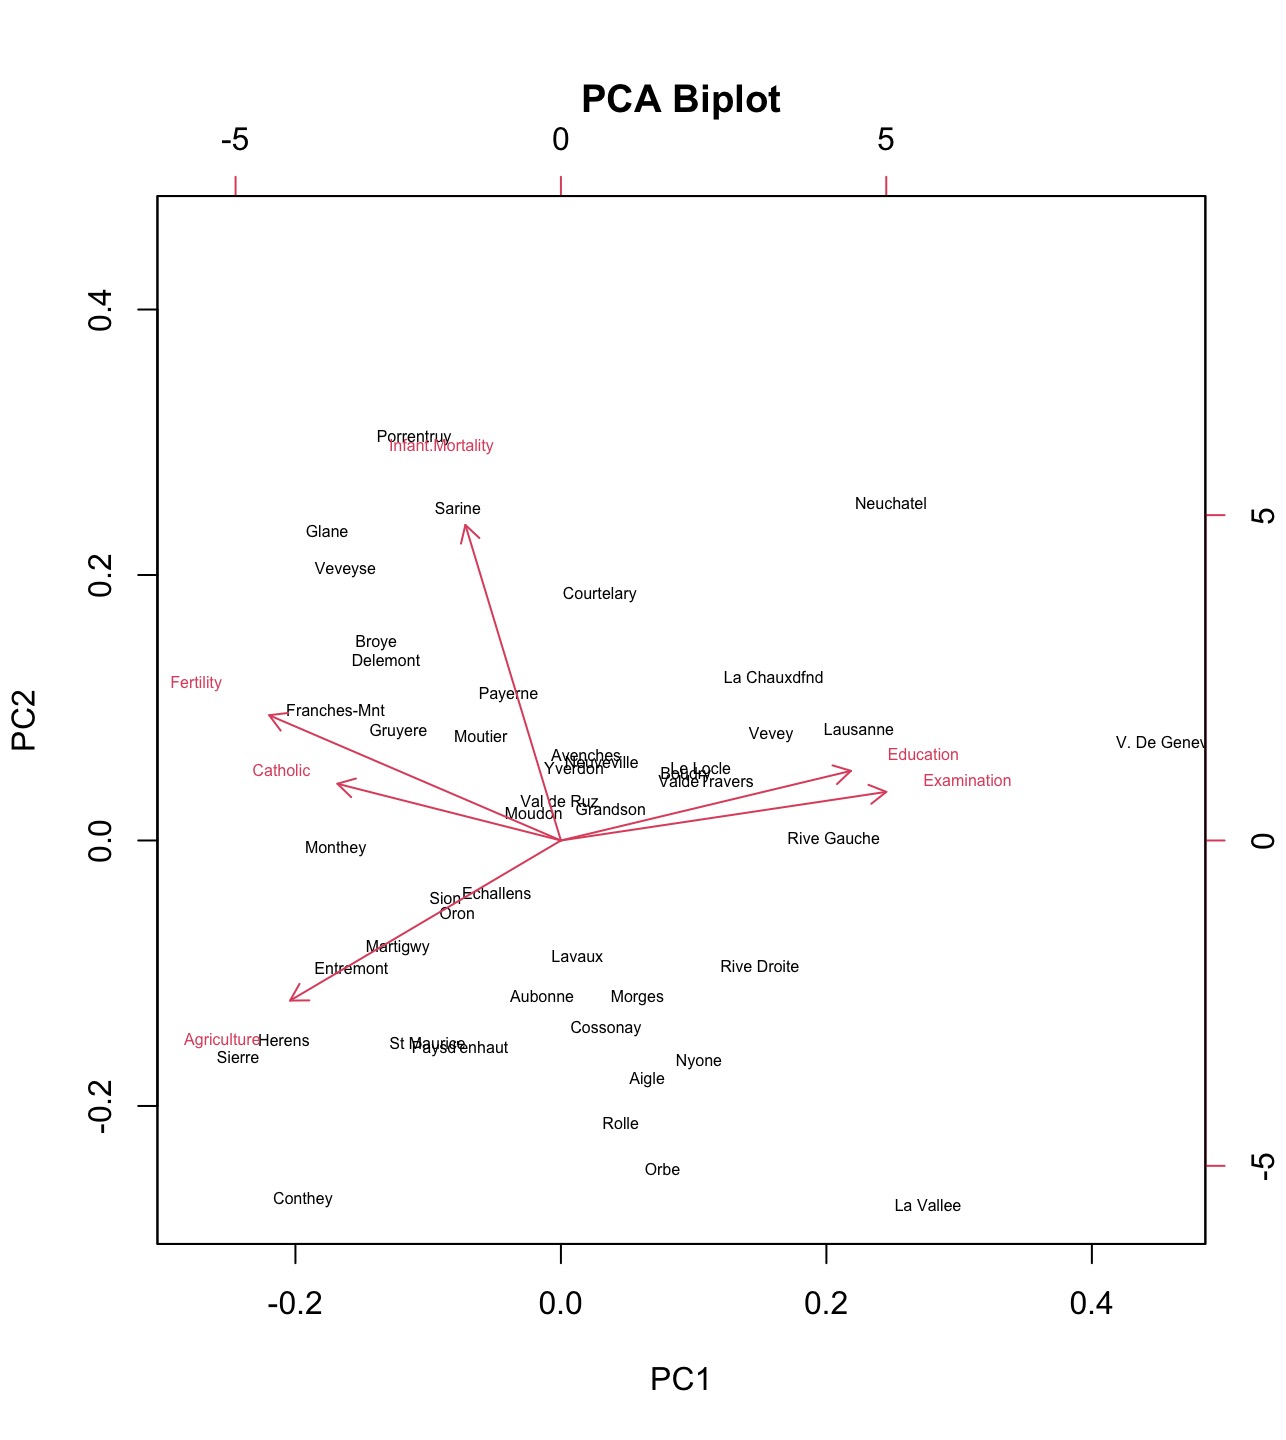 PCA Biplot
-5 0 5
0.4
Porrentruy
Infant.Mortality
Neuchatel
Sarine
5
Glane
0.2
Veveyse
Courtelary
Broye
Delemont
La Chauxdfnd
Fertility
Payerne
Franches-Mnt
PC2
Gruyere
Lausanne
Vevey
Moutier
V. De Genev
Avenches
Education
Neuveville
Yverdon
Le Locle
Catholic
Boudry
ValdeTravers
Examination
Val de Ruz
Grandson
Moudon
Rive Gauche
0.0
0
Monthey
Echallens
Sion
Oron
Martigwy
Lavaux
Rive Droite
Entremont
Aubonne
Morges
Cossonay
Agriculture
Herens
St Maurice
Paysd'enhaut
Sierre
Nyone
Aigle
-0.2
Rolle
-5
Orbe
Conthey
La Vallee
-0.2 0.0 0.2 0.4
PC1